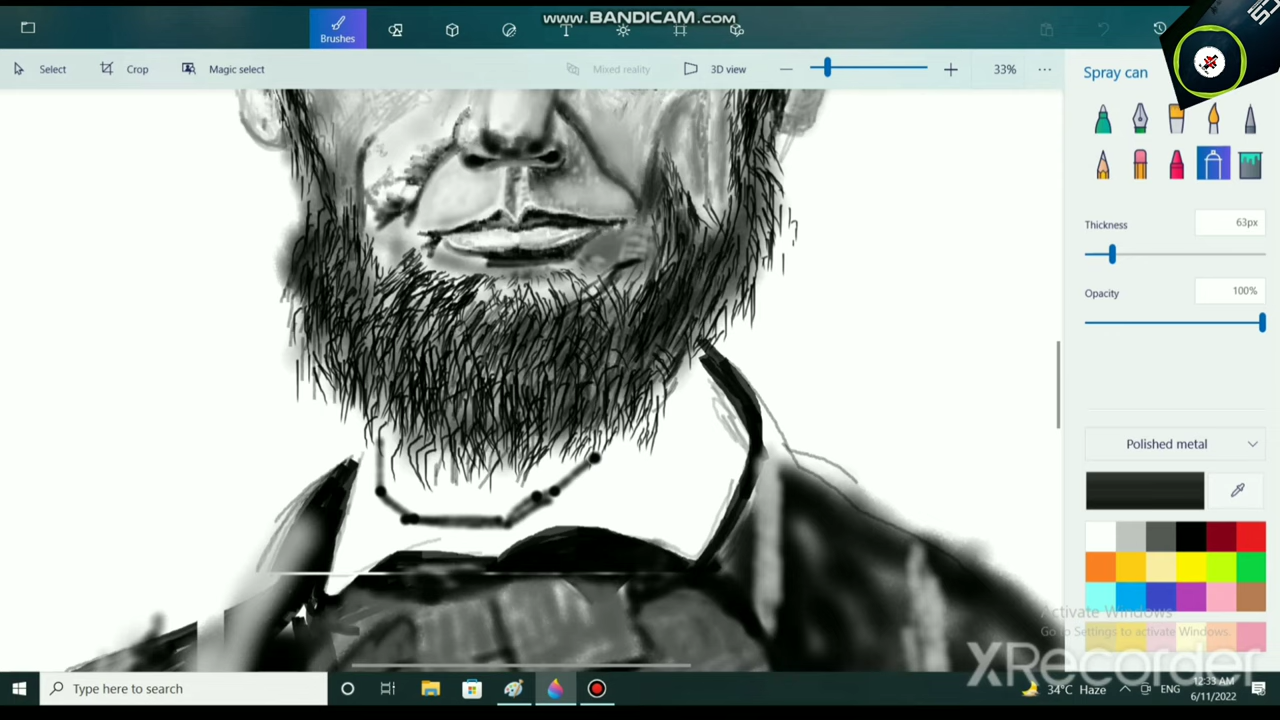 www.BANDICAM.com
Brushes
Select
Crop
Magic select
Mixed reality
3D view
33%
Spray can
Thickness
63px
Opacity
100%
Polished metal
Activate Windows
Go to Settings to activate Windows.
XRecorder
Type here to search
34°C Haze
ENG
12:33 AM
6/11/2022